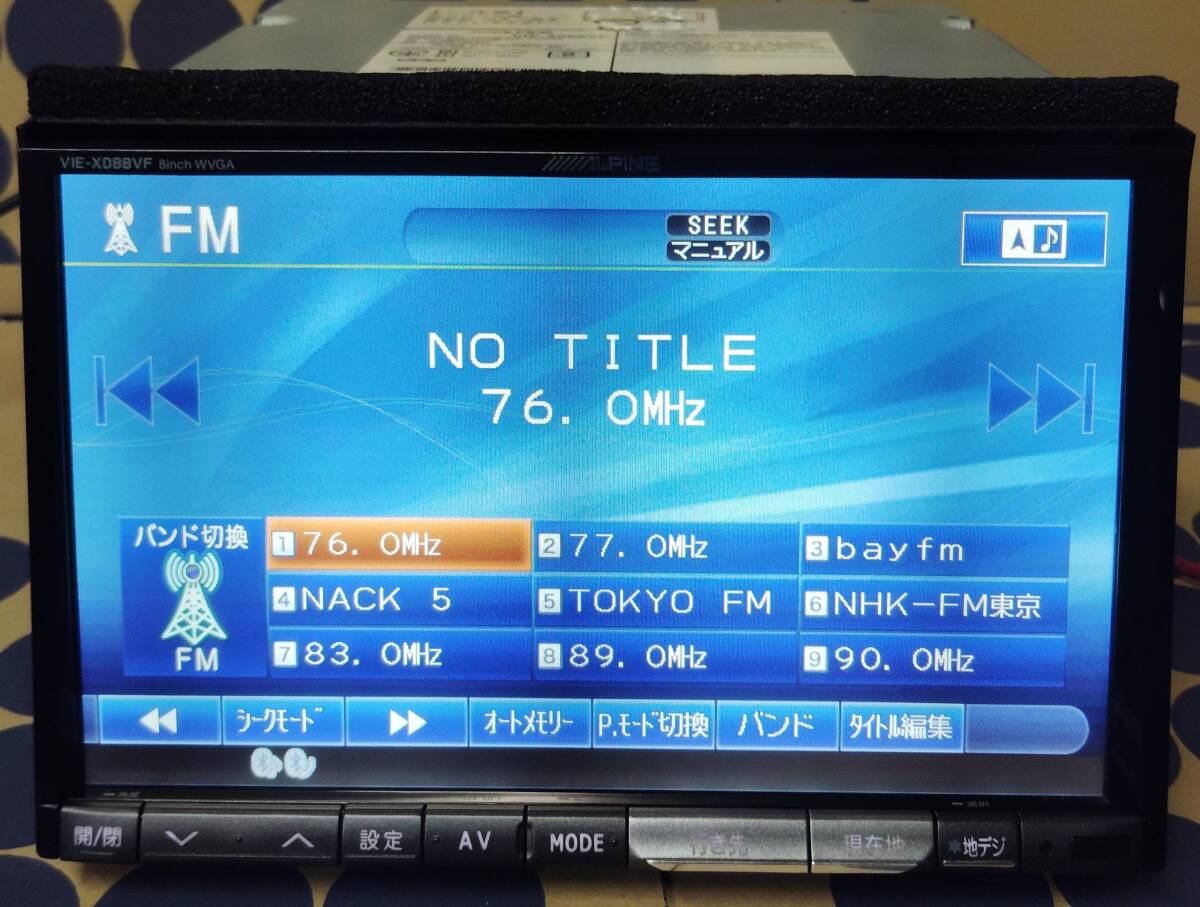 VIE-XD88VF 8inch WVGA
ALPINE
FM
SEEK
マニュアル
NO TITLE
76.0MHz
バンド切換
FM
1 76.0MHz
2 77.0MHz
3 bayfm
4 NACK 5
5 TOKYO FM
6 NHK-FM東京
7 83.0MHz
8 89.0MHz
9 90.0MHz
シークモード
オートメモリー
P.モード切換
バンド
タイトル編集
開/閉
設定
AV
MODE
行き先
現在地
*地デジ